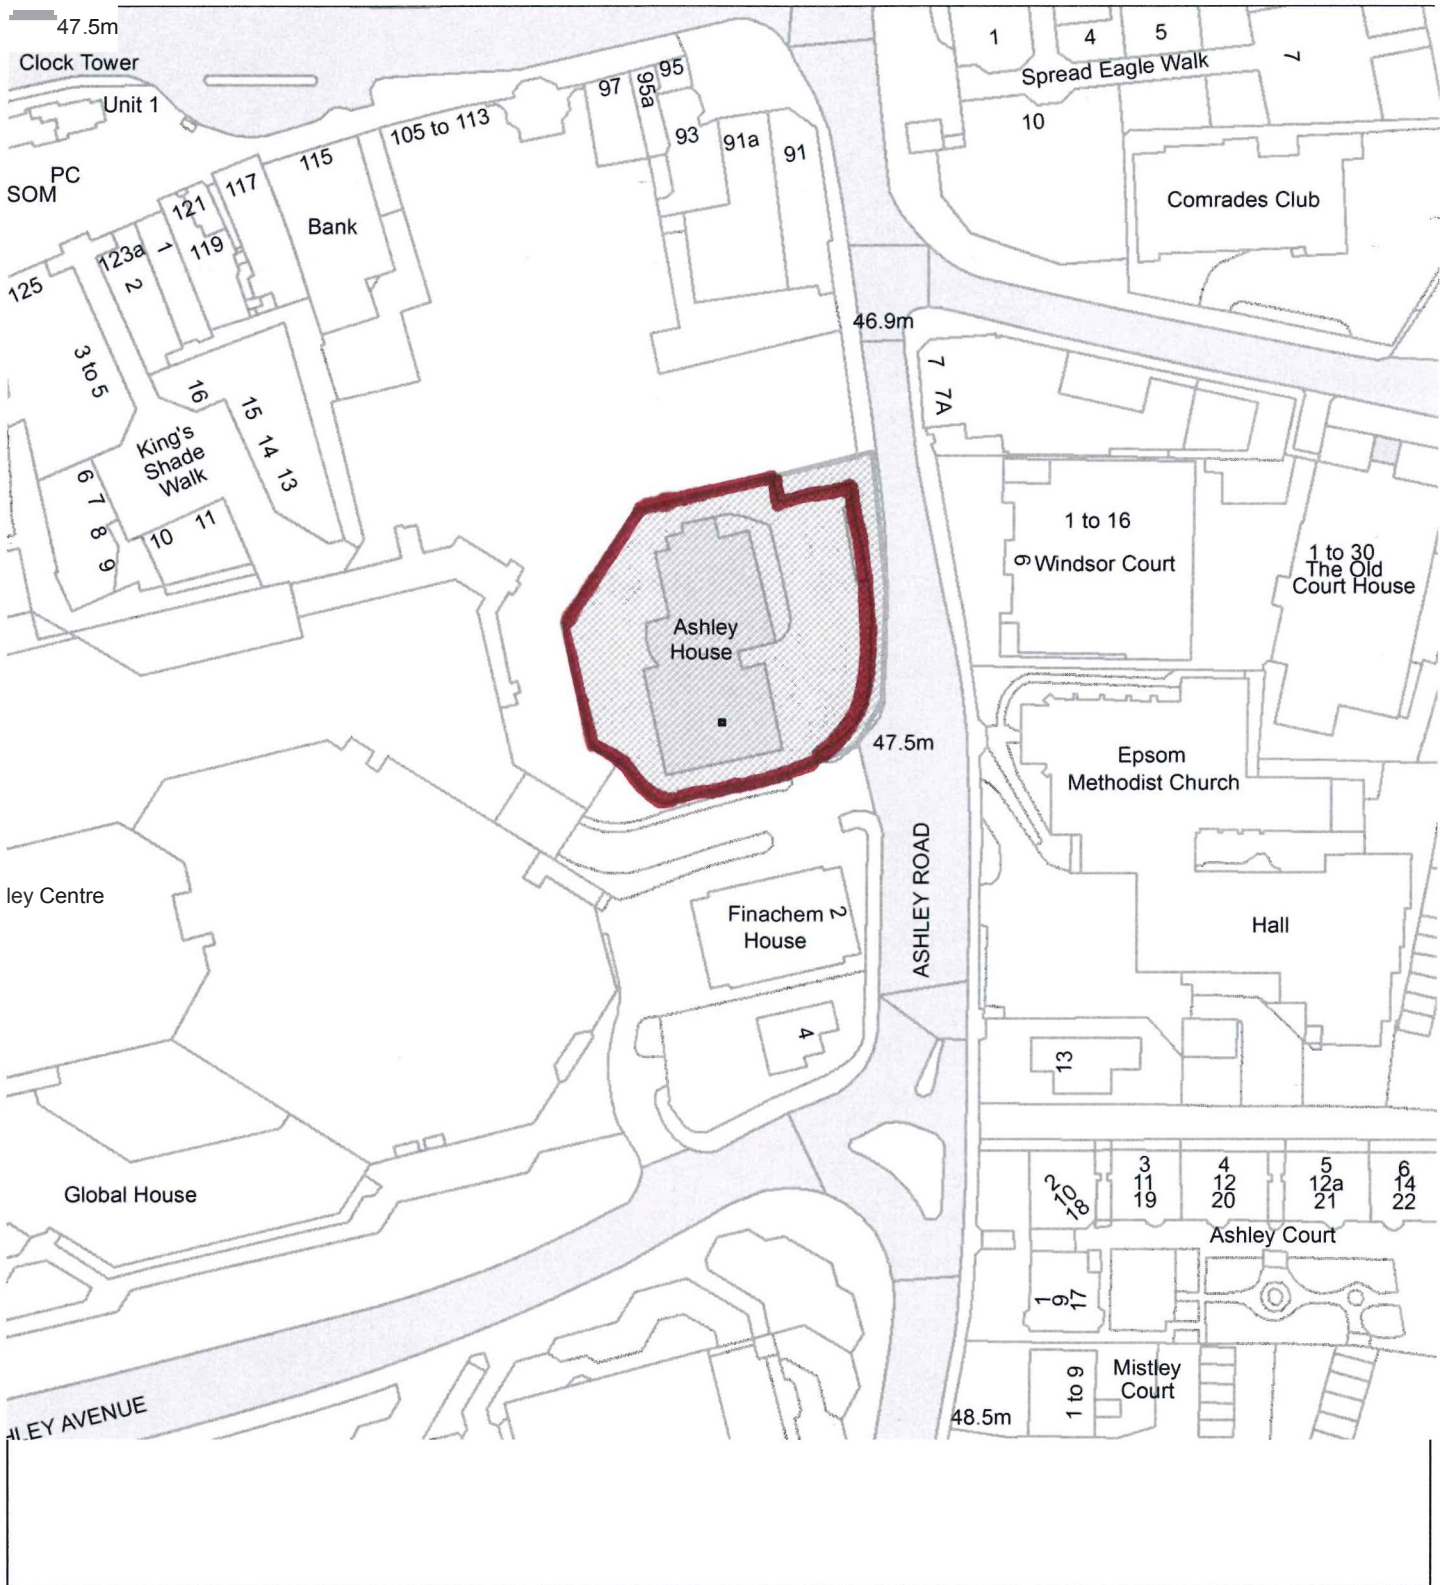 47.5m
Clock Tower
Unit 1
PC
SOM
125
123a
2
1
121
119
117
115
Bank
105 to 113
97
95a
95
93
91a
91
1
4
5
7
Spread Eagle Walk
10
Comrades Club
46.9m
3 to 5
16
15
14
13
King's
Shade
Walk
6
7
8
9
10
11
7
7A
1 to 16
6 Windsor Court
1 to 30
The Old
Court House
Ashley
House
47.5m
Epsom
Methodist Church
ASHLEY ROAD
ley Centre
Finachem 2
House
Hall
4
13
Global House
2
10
18
3
11
19
4
12
20
5
12a
21
6
14
22
Ashley Court
1
9
17
1 to 9
Mistley
Court
48.5m
HLEY AVENUE